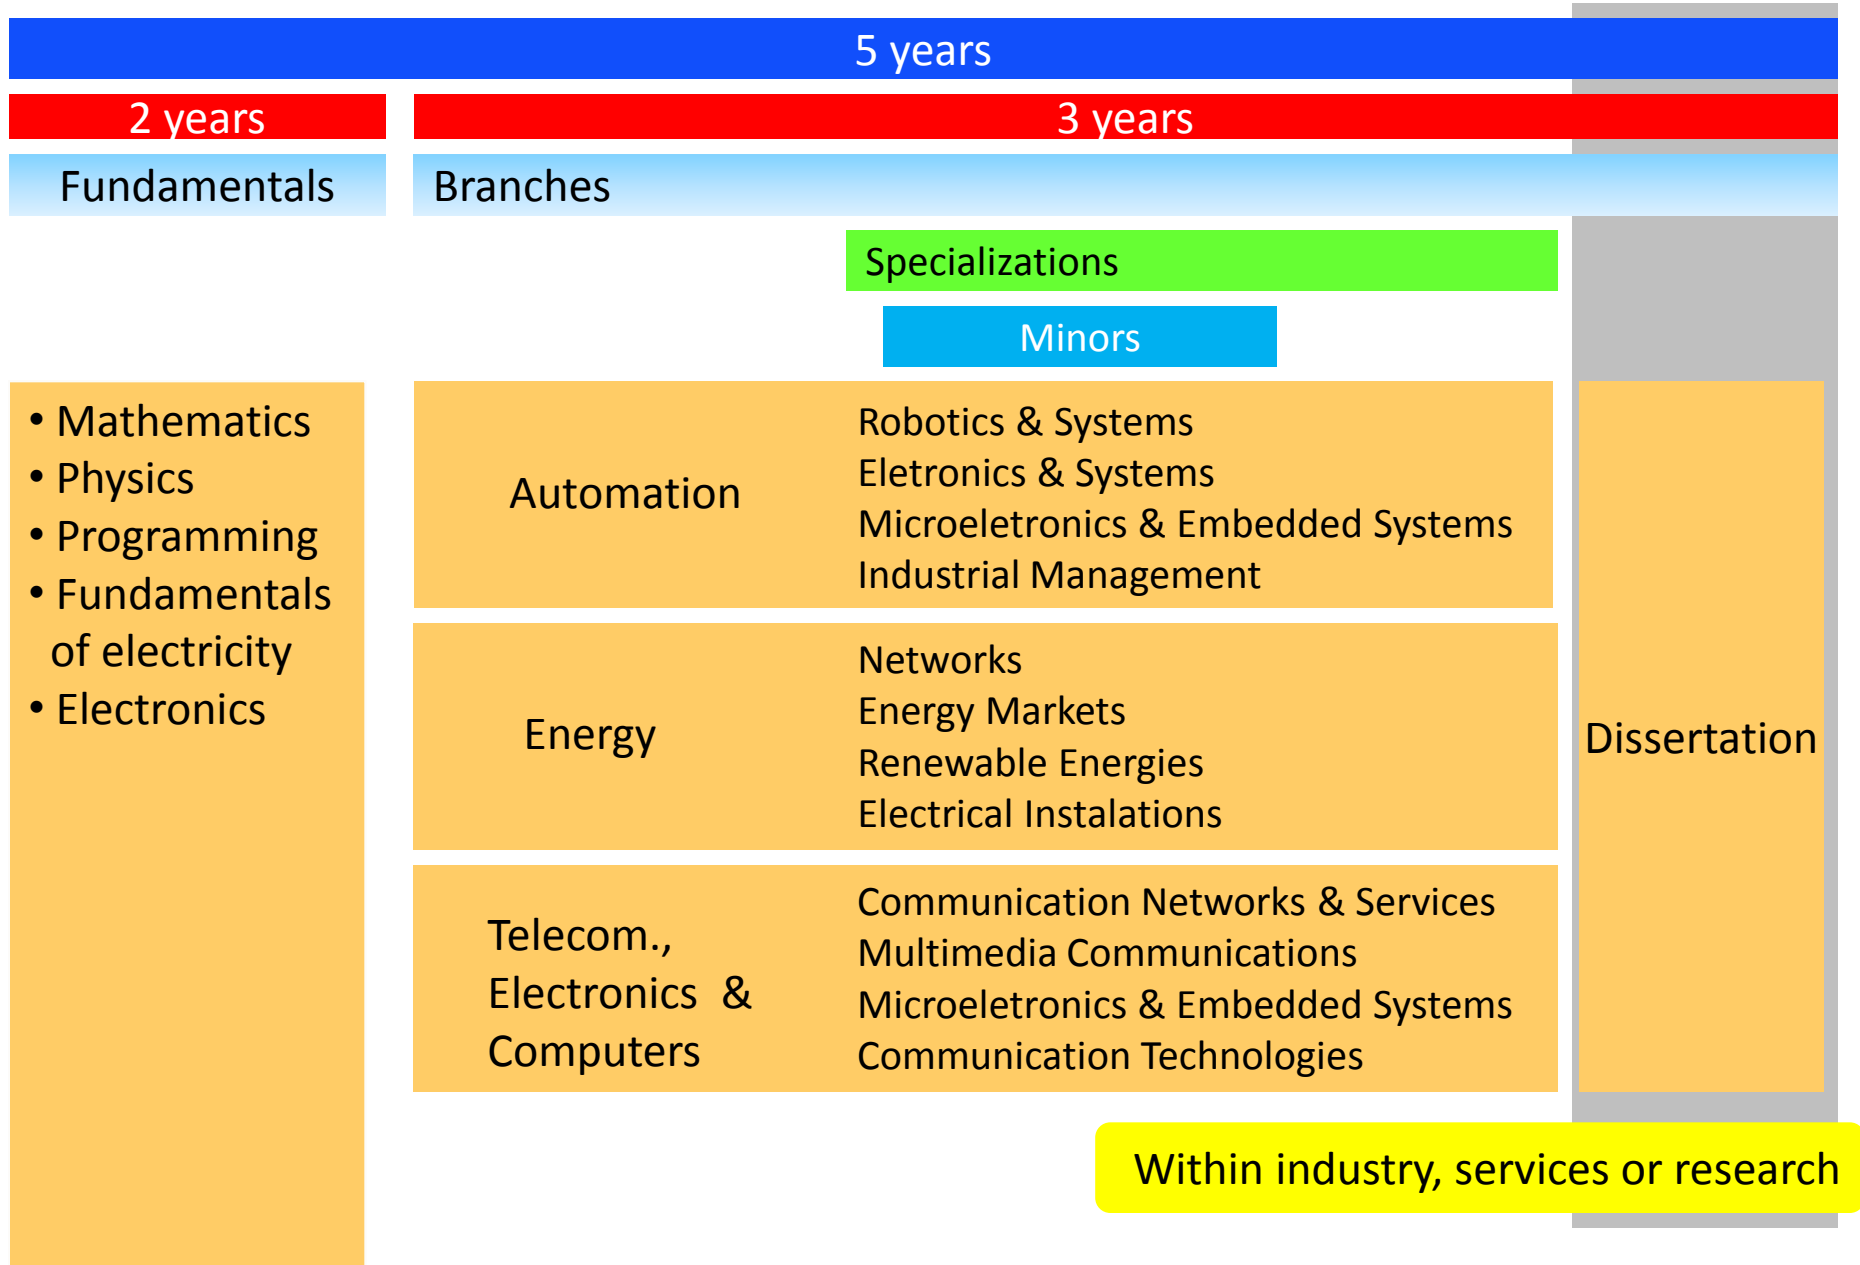 5 years
2 years
3 years
Fundamentals
Branches
Specializations
Minors
• Mathematics
• Physics
• Programming
• Fundamentals
of electricity
• Electronics
Automation
Robotics & Systems
Eletronics & Systems
Microeletronics & Embedded Systems
Industrial Management
Energy
Networks
Energy Markets
Renewable Energies
Electrical Instalations
Telecom.,
Electronics &
Computers
Communication Networks & Services
Multimedia Communications
Microeletronics & Embedded Systems
Communication Technologies
Dissertation
Within industry, services or research